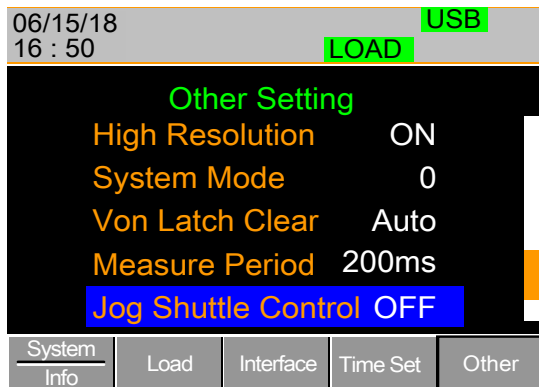 06/15/18 USB
16 : 50 LOAD
Other Setting
High Resolution ON
System Mode 0
Von Latch Clear Auto
Measure Period 200ms
Jog Shuttle Control OFF
System Info Load Interface Time Set Other